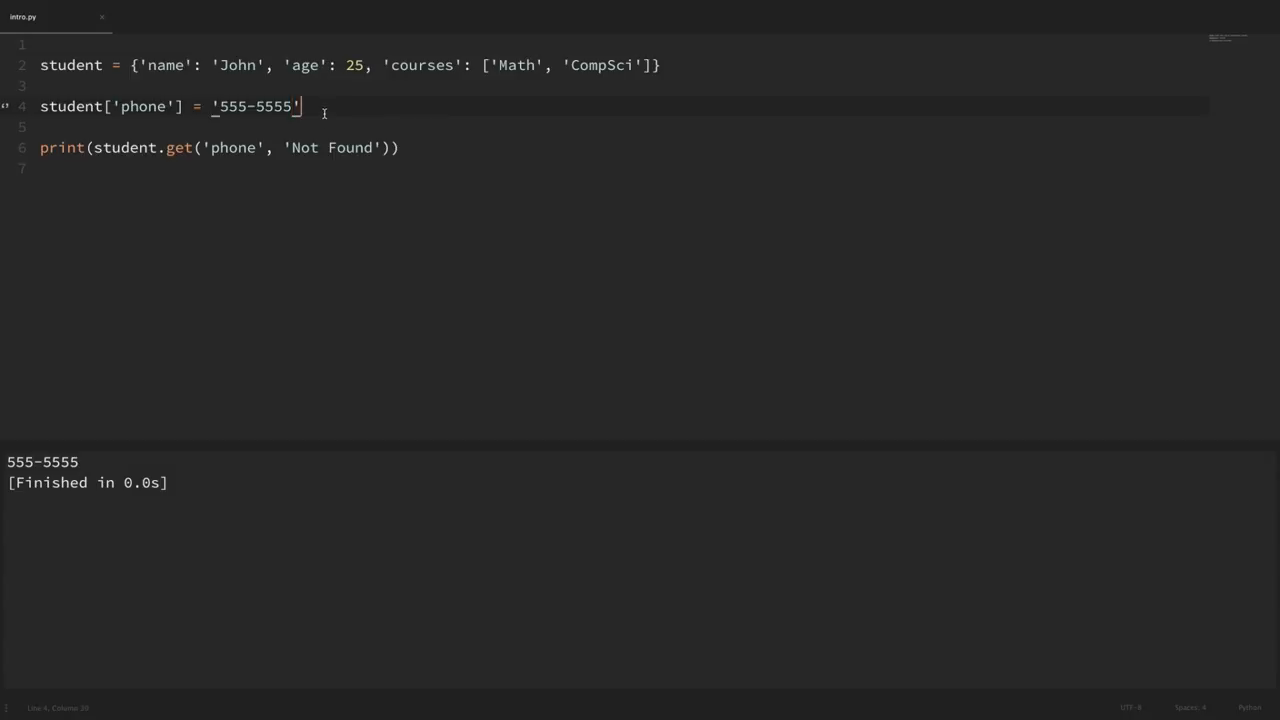 intro.py ×
1
2 student = {'name': 'John', 'age': 25, 'courses': ['Math', 'CompSci']}
3
4 student['phone'] = '555-5555'
5
6 print(student.get('phone', 'Not Found'))
7
555-5555
[Finished in 0.0s]
Line 4, Column 30 UTF-8 Spaces: 4 Python